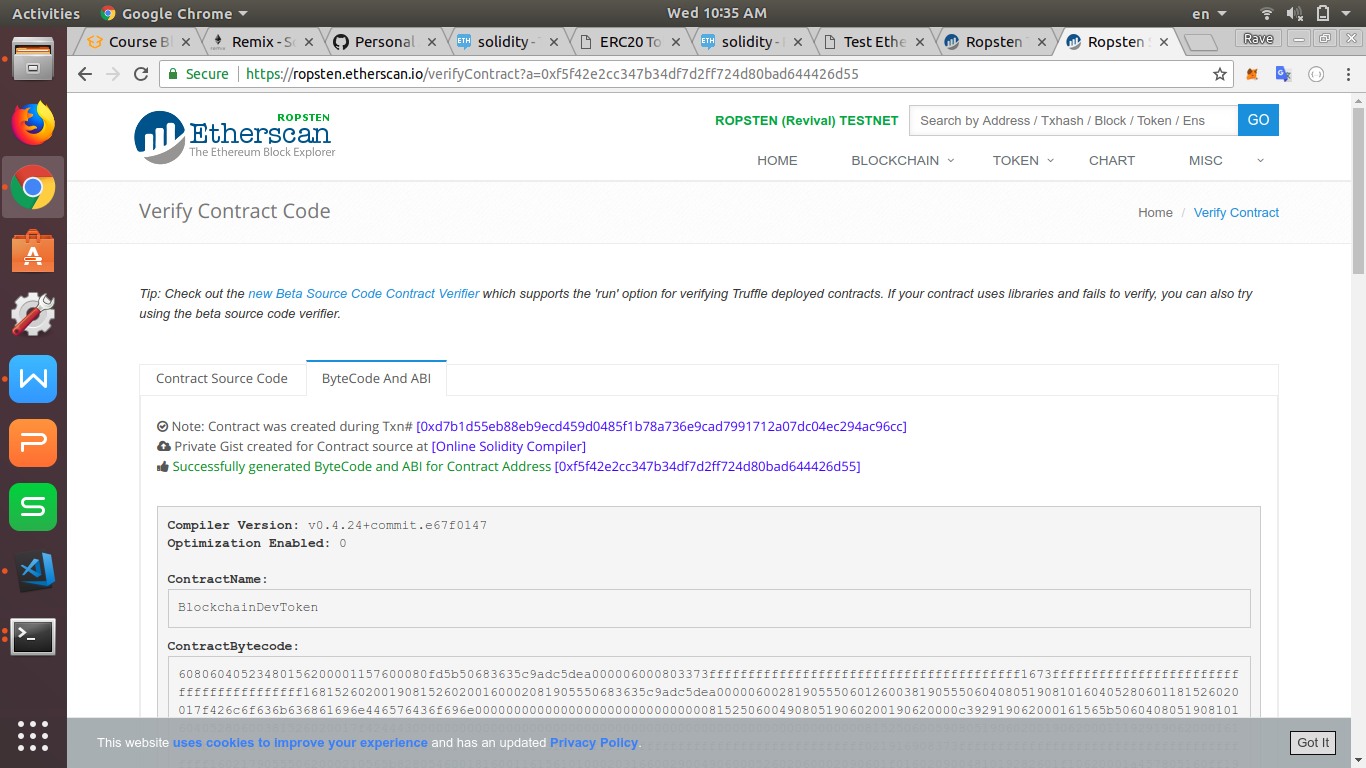 Activities Google Chrome Wed 10:35 AM en
Course Bl Remix - So Personal solidity - ERC20 To solidity - Test Ethe Ropsten Ropsten S Rave
Secure https://ropsten.etherscan.io/verifyContract?a=0xf5f42e2cc347b34df7d2ff724d80bad644426d55
ROPSTEN
Etherscan
The Ethereum Block Explorer
ROPSTEN (Revival) TESTNET Search by Address / Txhash / Block / Token / Ens GO
HOME BLOCKCHAIN TOKEN CHART MISC
Verify Contract Code
Home / Verify Contract
Tip: Check out the new Beta Source Code Contract Verifier which supports the 'run' option for verifying Truffle deployed contracts. If your contract uses libraries and fails to verify, you can also try
using the beta source code verifier.
Contract Source Code ByteCode And ABI
Note: Contract was created during Txn# [0xd7b1d55eb88eb9ecd459d0485f1b78a736e9cad7991712a07dc04ec294ac96cc]
Private Gist created for Contract source at [Online Solidity Compiler]
Successfully generated ByteCode and ABI for Contract Address [0xf5f42e2cc347b34df7d2ff724d80bad644426d55]
Compiler Version: v0.4.24+commit.e67f0147
Optimization Enabled: 0
ContractName:
BlockchainDevToken
ContractBytecode:
This website uses cookies to improve your experience and has an updated Privacy Policy.
Got It